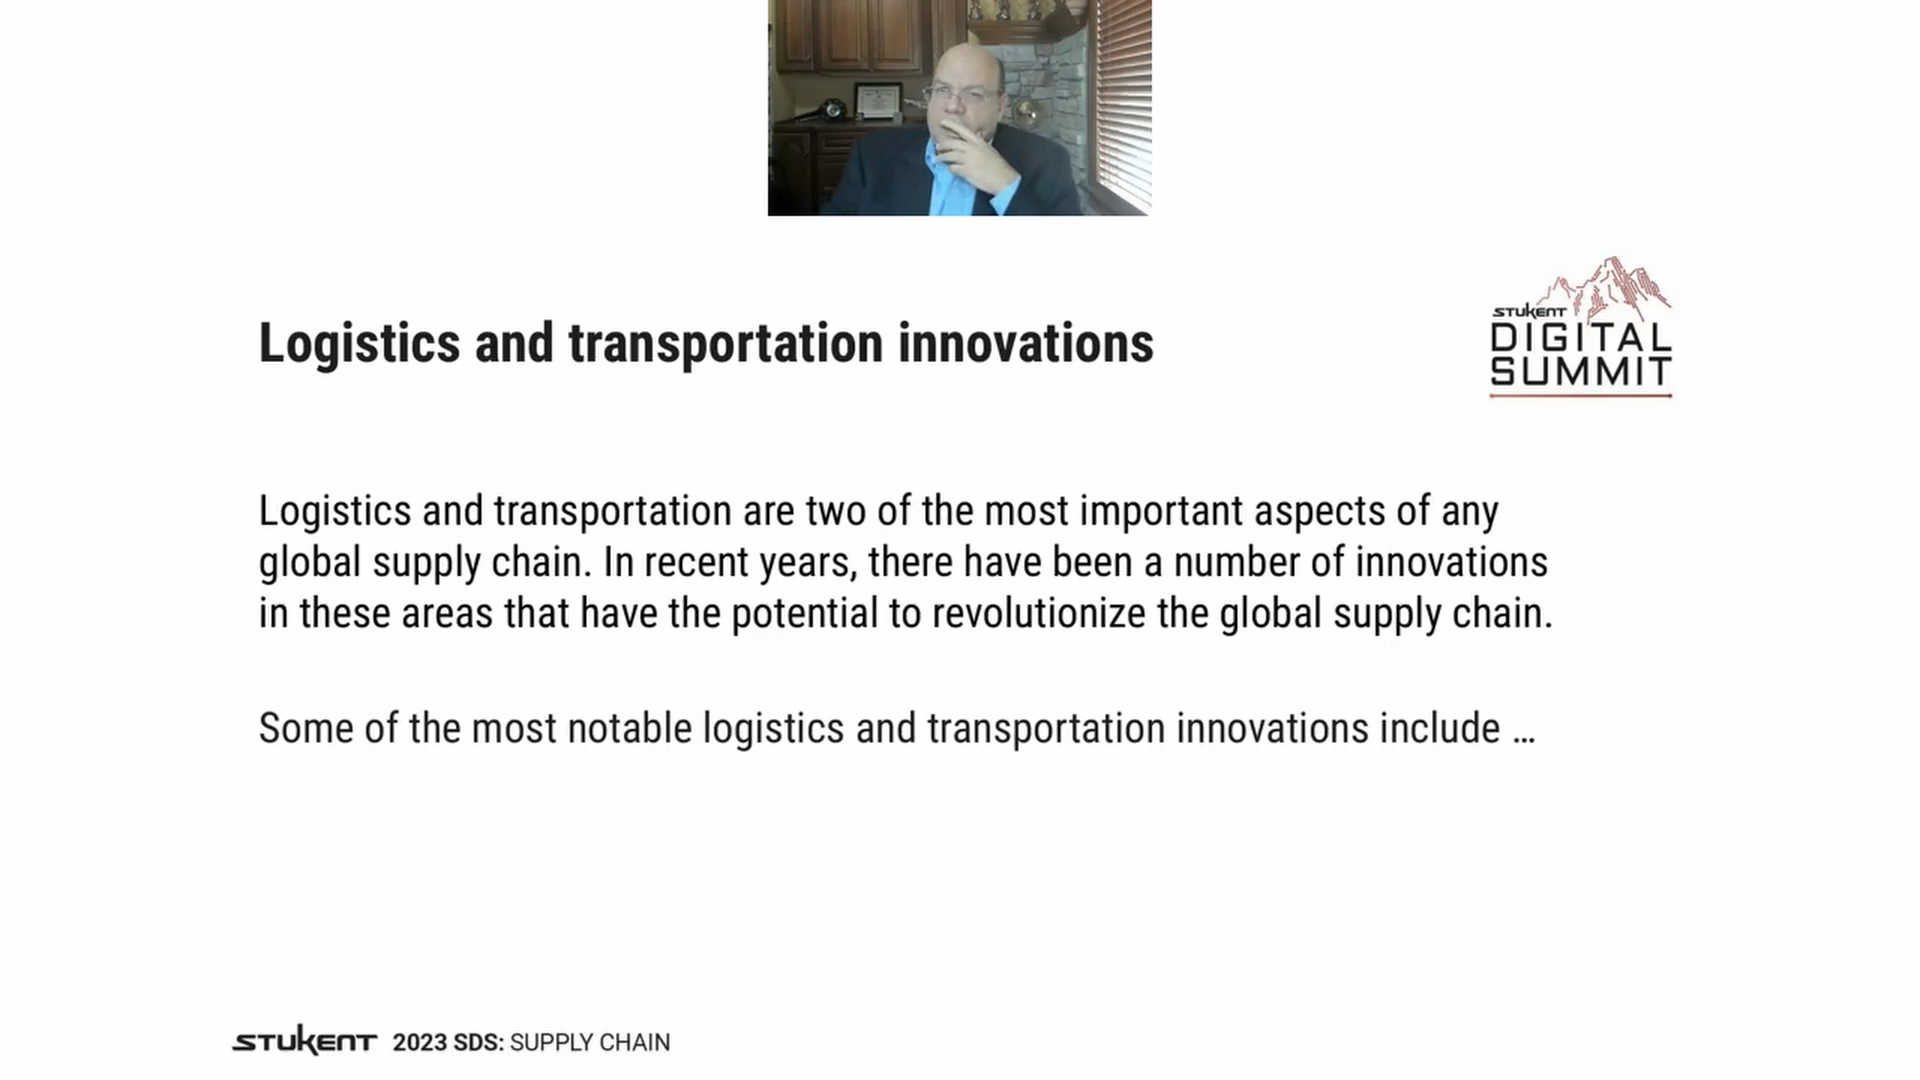 Logistics and transportation innovations
STUKENT
DIGITAL
SUMMIT
Logistics and transportation are two of the most important aspects of any
global supply chain. In recent years, there have been a number of innovations
in these areas that have the potential to revolutionize the global supply chain.
Some of the most notable logistics and transportation innovations include …
STUKENT 2023 SDS: SUPPLY CHAIN